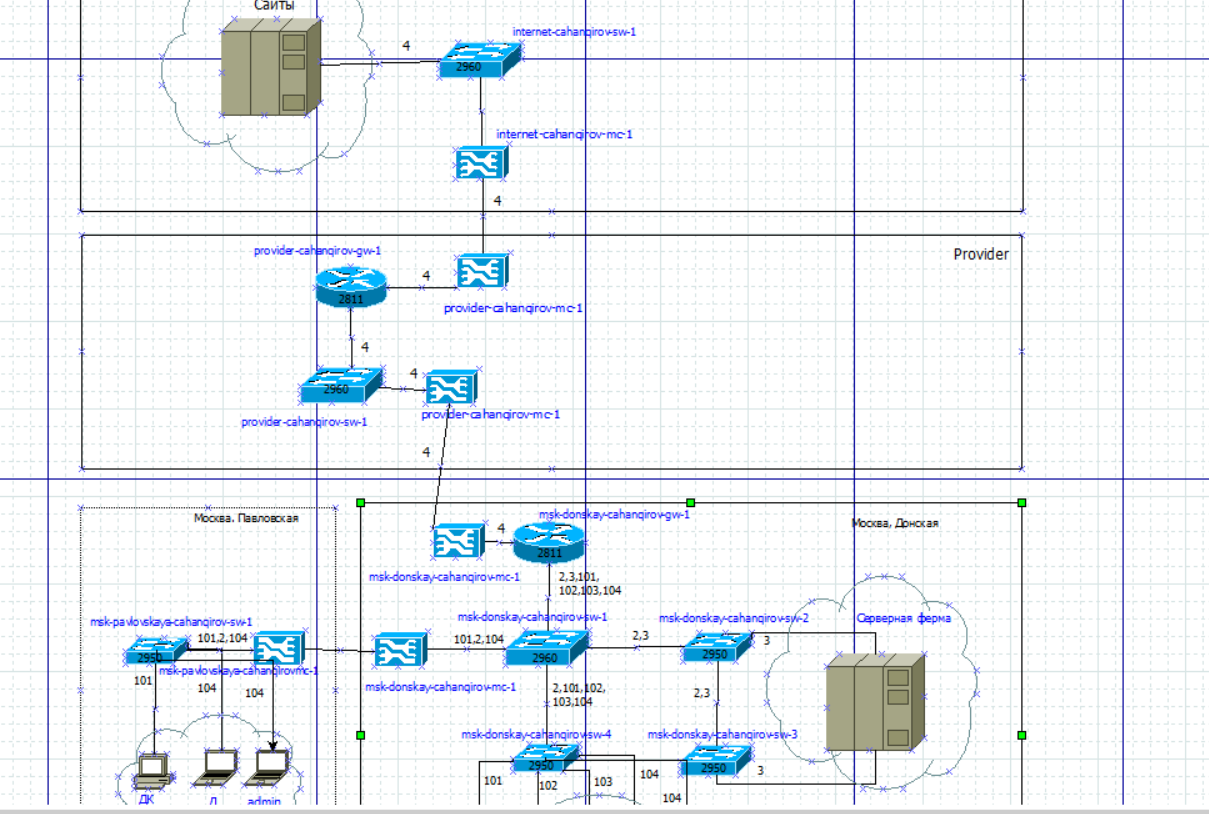 Сайты
internet-cahanqirov-sw-1
4
2960
internet-cahanqirov-mc-1
4
provider-cahanqirov-gw-1
Provider
4
2811
provider-cahanqirov-mc-1
4
4
2960
provider-cahanqirov-mc-1
provider-cahanqirov-sw-1
4
Москва. Павловская
msk-donskay-cahanqirov-gw-1
Москва, Донская
4
2811
msk-donskay-cahanqirov-mc-1
2,3,101,
102,103,104
msk-pavlovskaya-cahanqirov-sw-1
msk-donskay-cahanqirov-sw-1
msk-donskay-cahanqirov-sw-2
Серверная ферма
101,2,104
101,2,104
2,3
3
2950
2960
2950
msk-pavlovskaya-cahanqirovmc-1
101
104
104
msk-donskay-cahanqirov-mc-1
2,101,102,
103,104
2,3
msk-donskay-cahanqirov-sw-4
msk-donskay-cahanqirov-sw-3
2950
2950
3
101
102
103
104
104
ДК
Л
admin